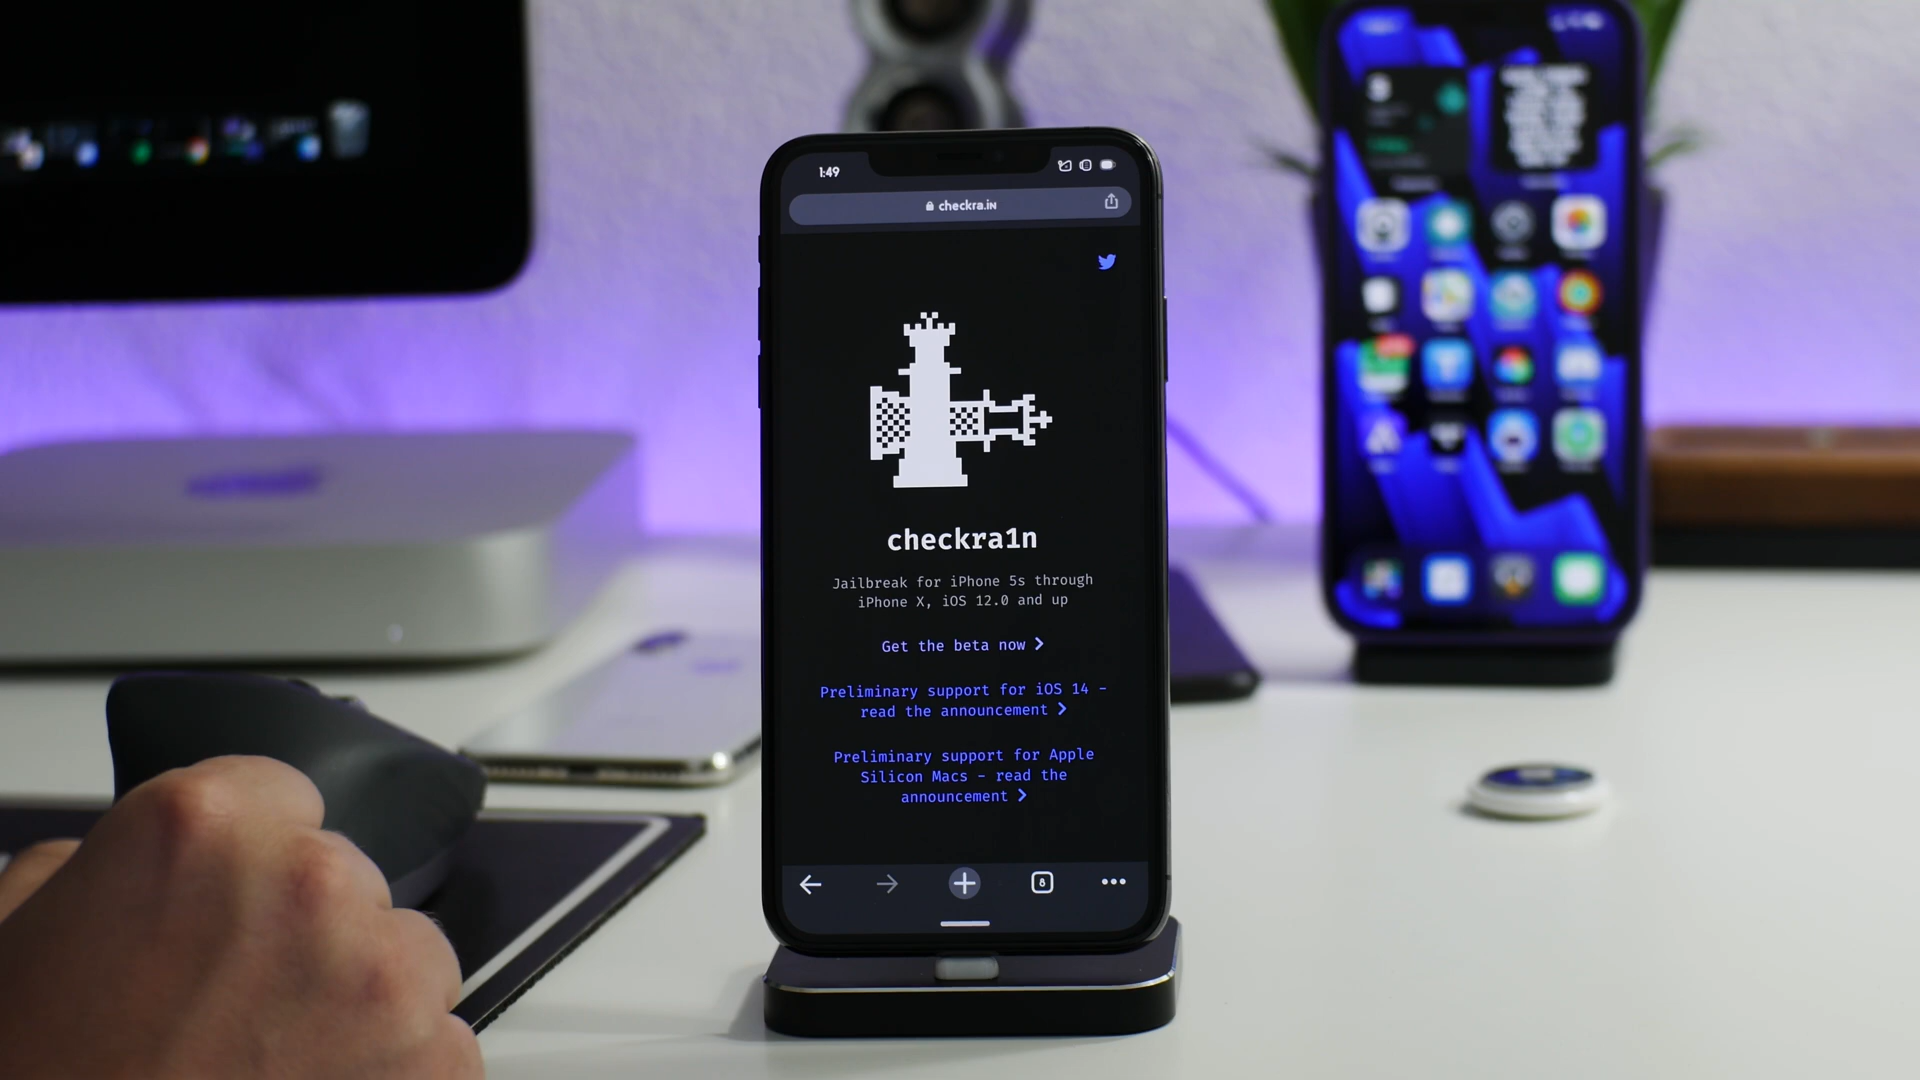 1:49
checkra.in
checkra1n
Jailbreak for iPhone 5s through
iPhone X, iOS 12.0 and up
Get the beta now
Preliminary support for iOS 14 -
read the announcement
Preliminary support for Apple
Silicon Macs - read the
announcement
8